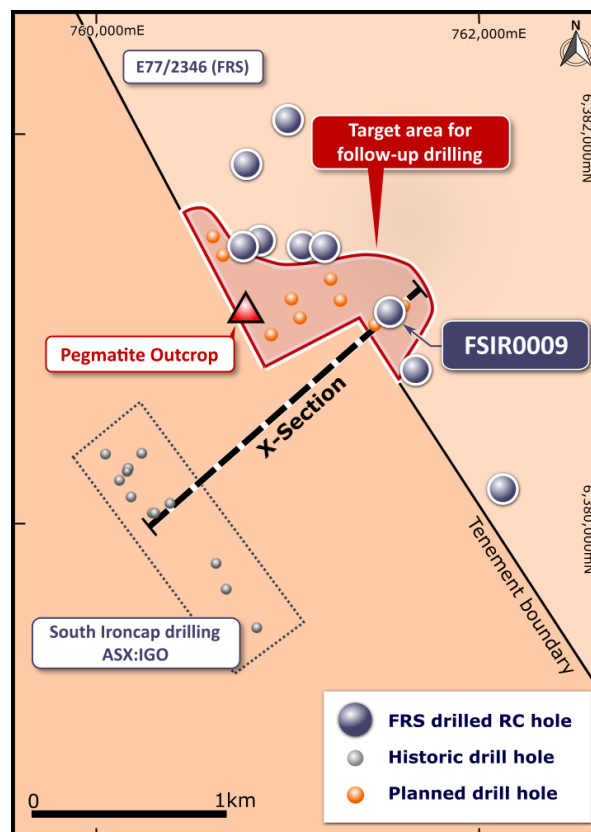 760,000mE
762,000mE
N
E77/2346 (FRS)
6,382,000mN
Target area for
follow-up drilling
Pegmatite Outcrop
FSIR0009
X-Section
6,380,000mN
Tenement boundary
South Ironcap drilling
ASX:IGO
FRS drilled RC hole
Historic drill hole
Planned drill hole
0
1km